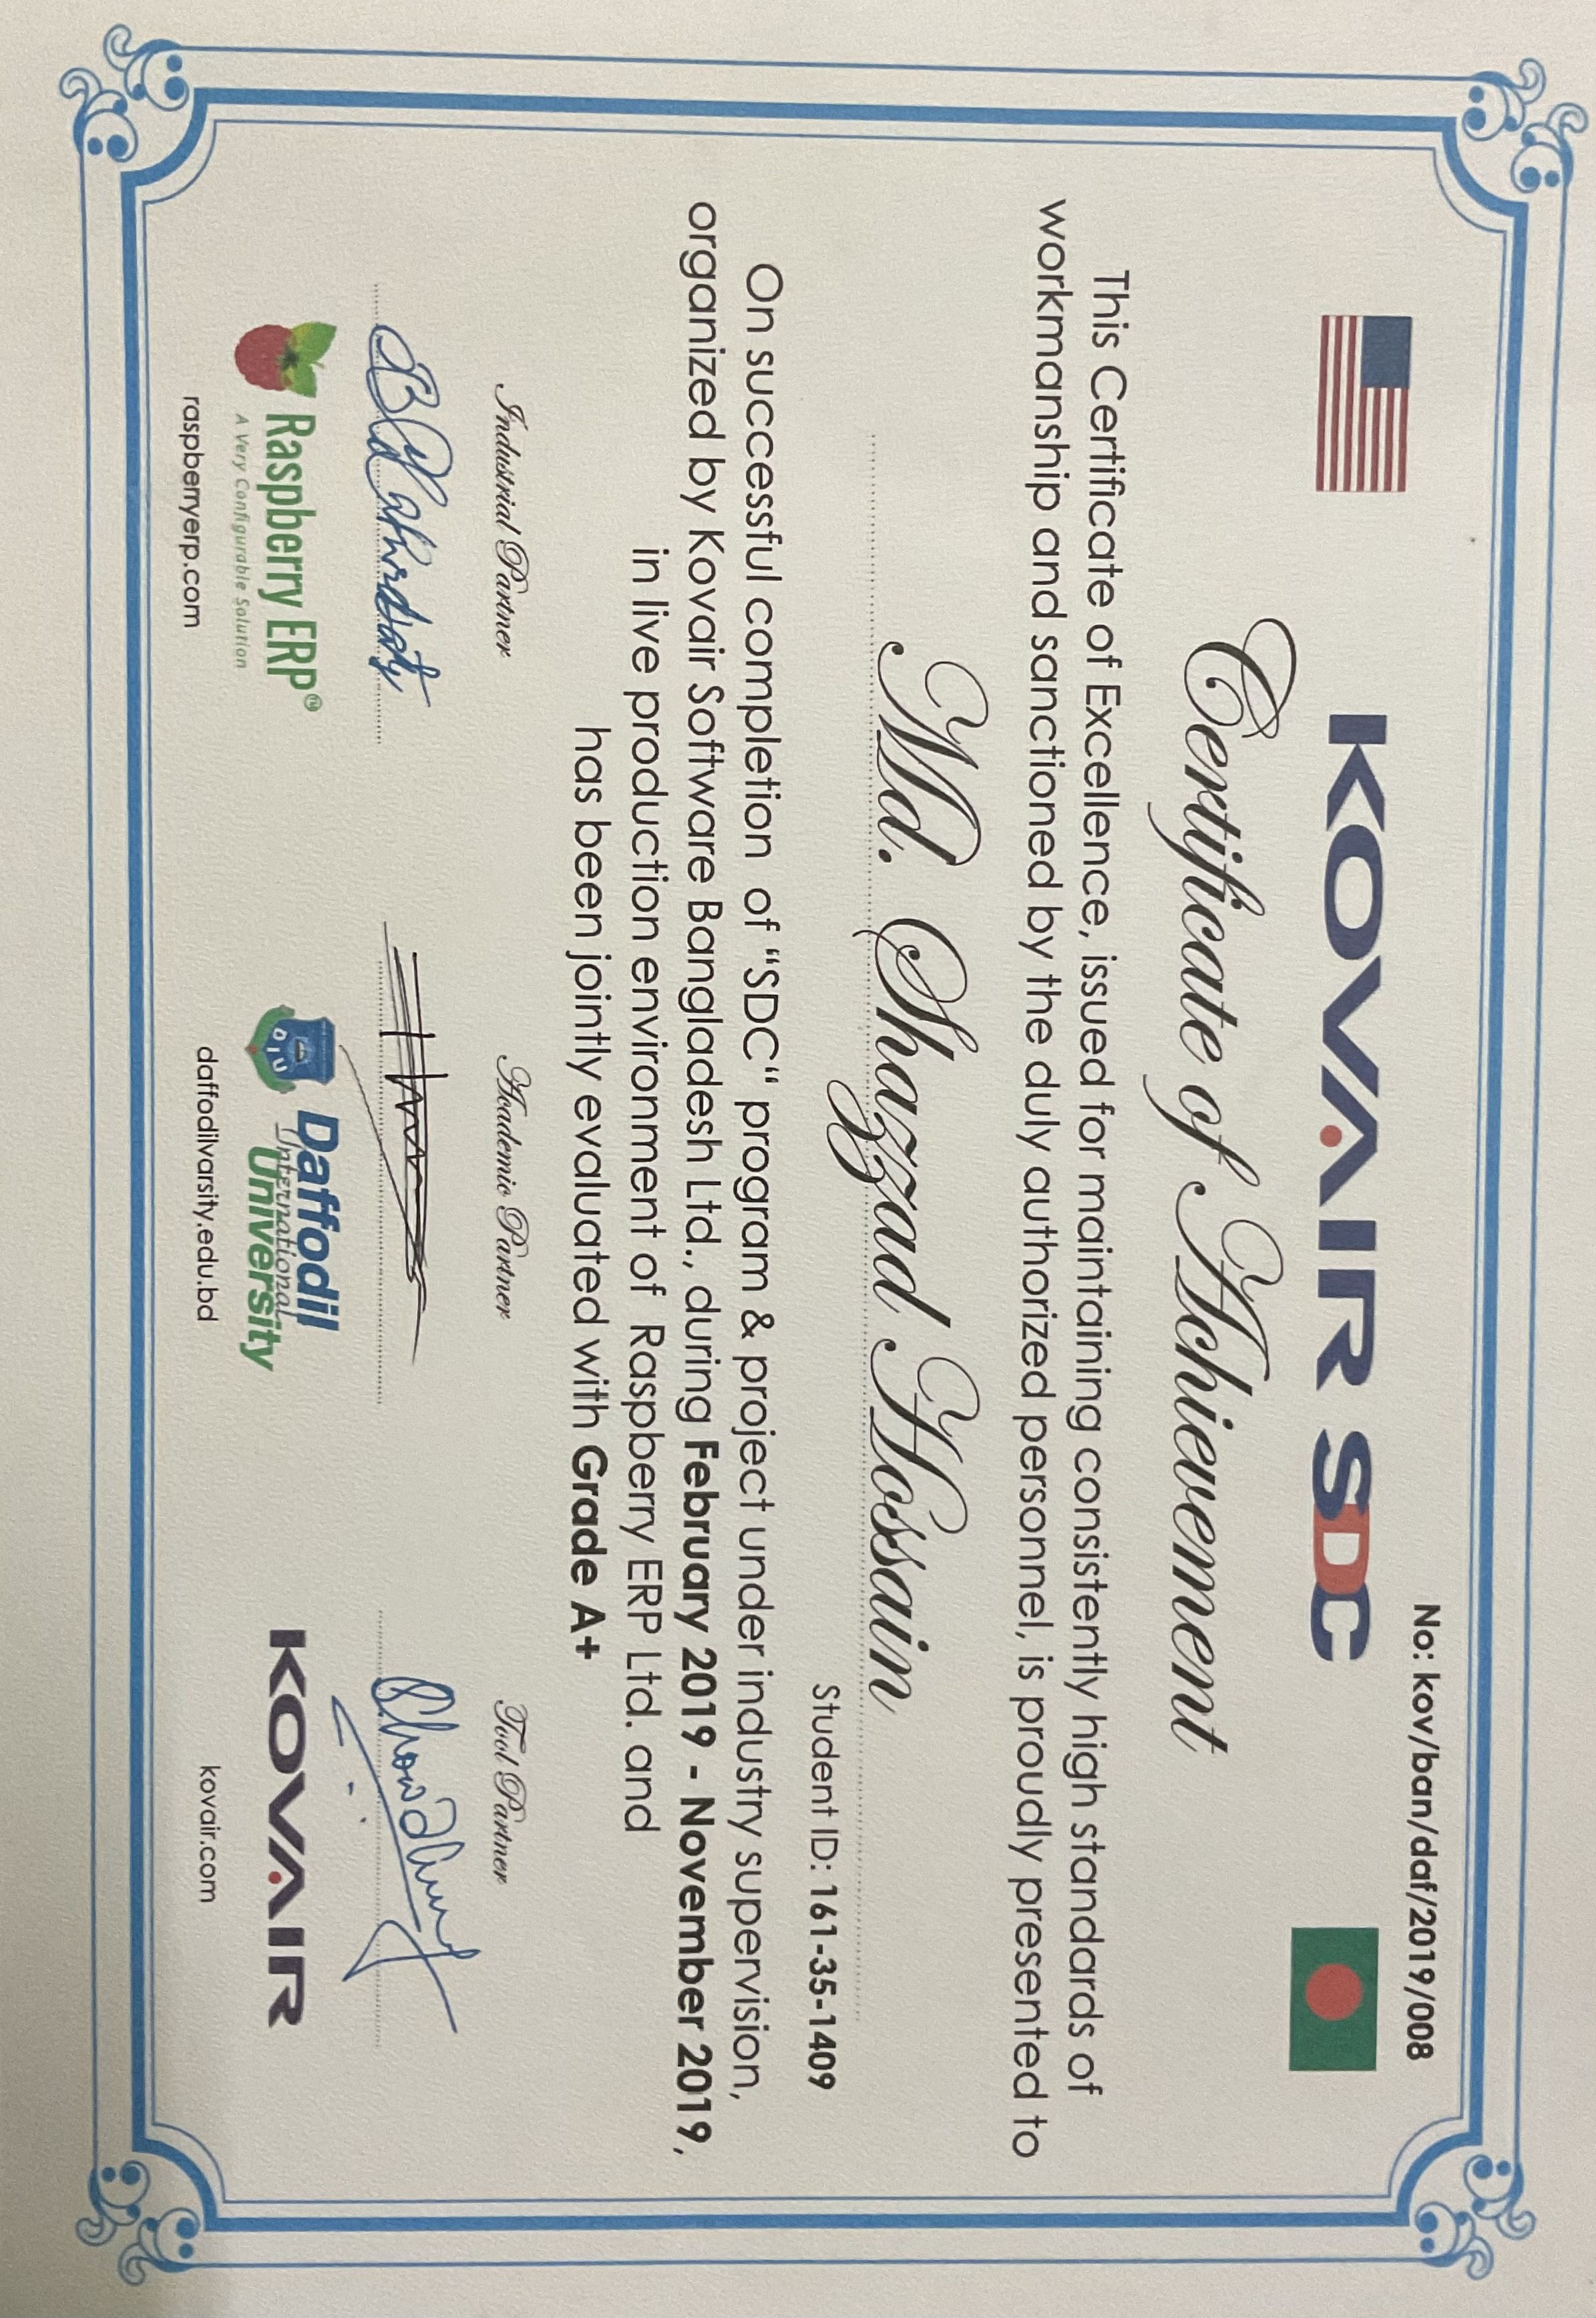 No: kov/ban/daf/2019/008
KOVAIR SDC
Certificate of Achievement
This Certificate of Excellence, issued for maintaining consistently high standards of
workmanship and sanctioned by the duly authorized personnel, is proudly presented to
Md. Shazzad Hossain
Student ID: 161-35-1409
On successful completion of "SDC" program & project under industry supervision,
organized by Kovair Software Bangladesh Ltd., during February 2019 - November 2019,
in live production environment of Raspberry ERP Ltd. and
has been jointly evaluated with Grade A+
Industrial Partner
Raspberry ERP
A Very Configurable Solution
raspberryerp.com
Academic Partner
DIU
Daffodil
International
University
daffodilvarsity.edu.bd
Tool Partner
Chowdhury
KOVAIR
kovair.com